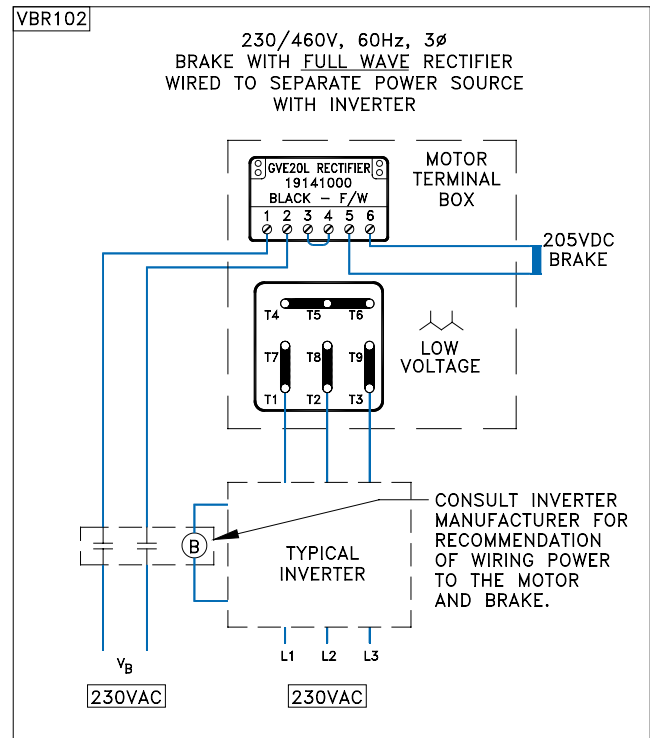 VBR102
230/460V, 60Hz, 3ø
BRAKE WITH FULL WAVE RECTIFIER
WIRED TO SEPARATE POWER SOURCE
WITH INVERTER
GVE20L RECTIFIER
19141000
BLACK - F/W
1 2 3 4 5 6
MOTOR
TERMINAL
BOX
205VDC
BRAKE
T4 T5 T6
T7 T8 T9
T1 T2 T3
LOW
VOLTAGE
B
TYPICAL
INVERTER
CONSULT INVERTER
MANUFACTURER FOR
RECOMMENDATION
OF WIRING POWER
TO THE MOTOR
AND BRAKE.
L1 L2 L3
VB
230VAC
230VAC